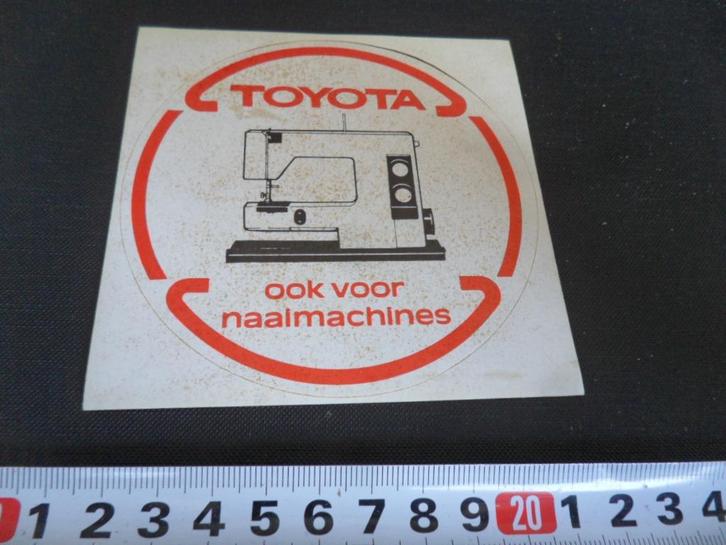 TOYOTA
ook voor
naaimachines
1 2 3 4 5 6 7 8 9 20 1 2 3 4